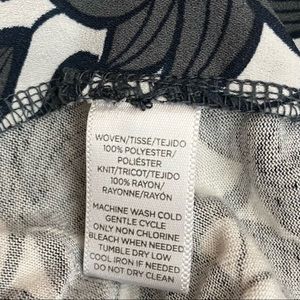 WOVEN/TISSÉ/TEJIDO
100% POLYESTER/
POLIÉSTER
KNIT/TRICOT/TEJIDO
100% RAYON/
RAYONNE/RAYÓN
MACHINE WASH COLD
GENTLE CYCLE
ONLY NON CHLORINE
BLEACH WHEN NEEDED
TUMBLE DRY LOW
COOL IRON IF NEEDED
DO NOT DRY CLEAN